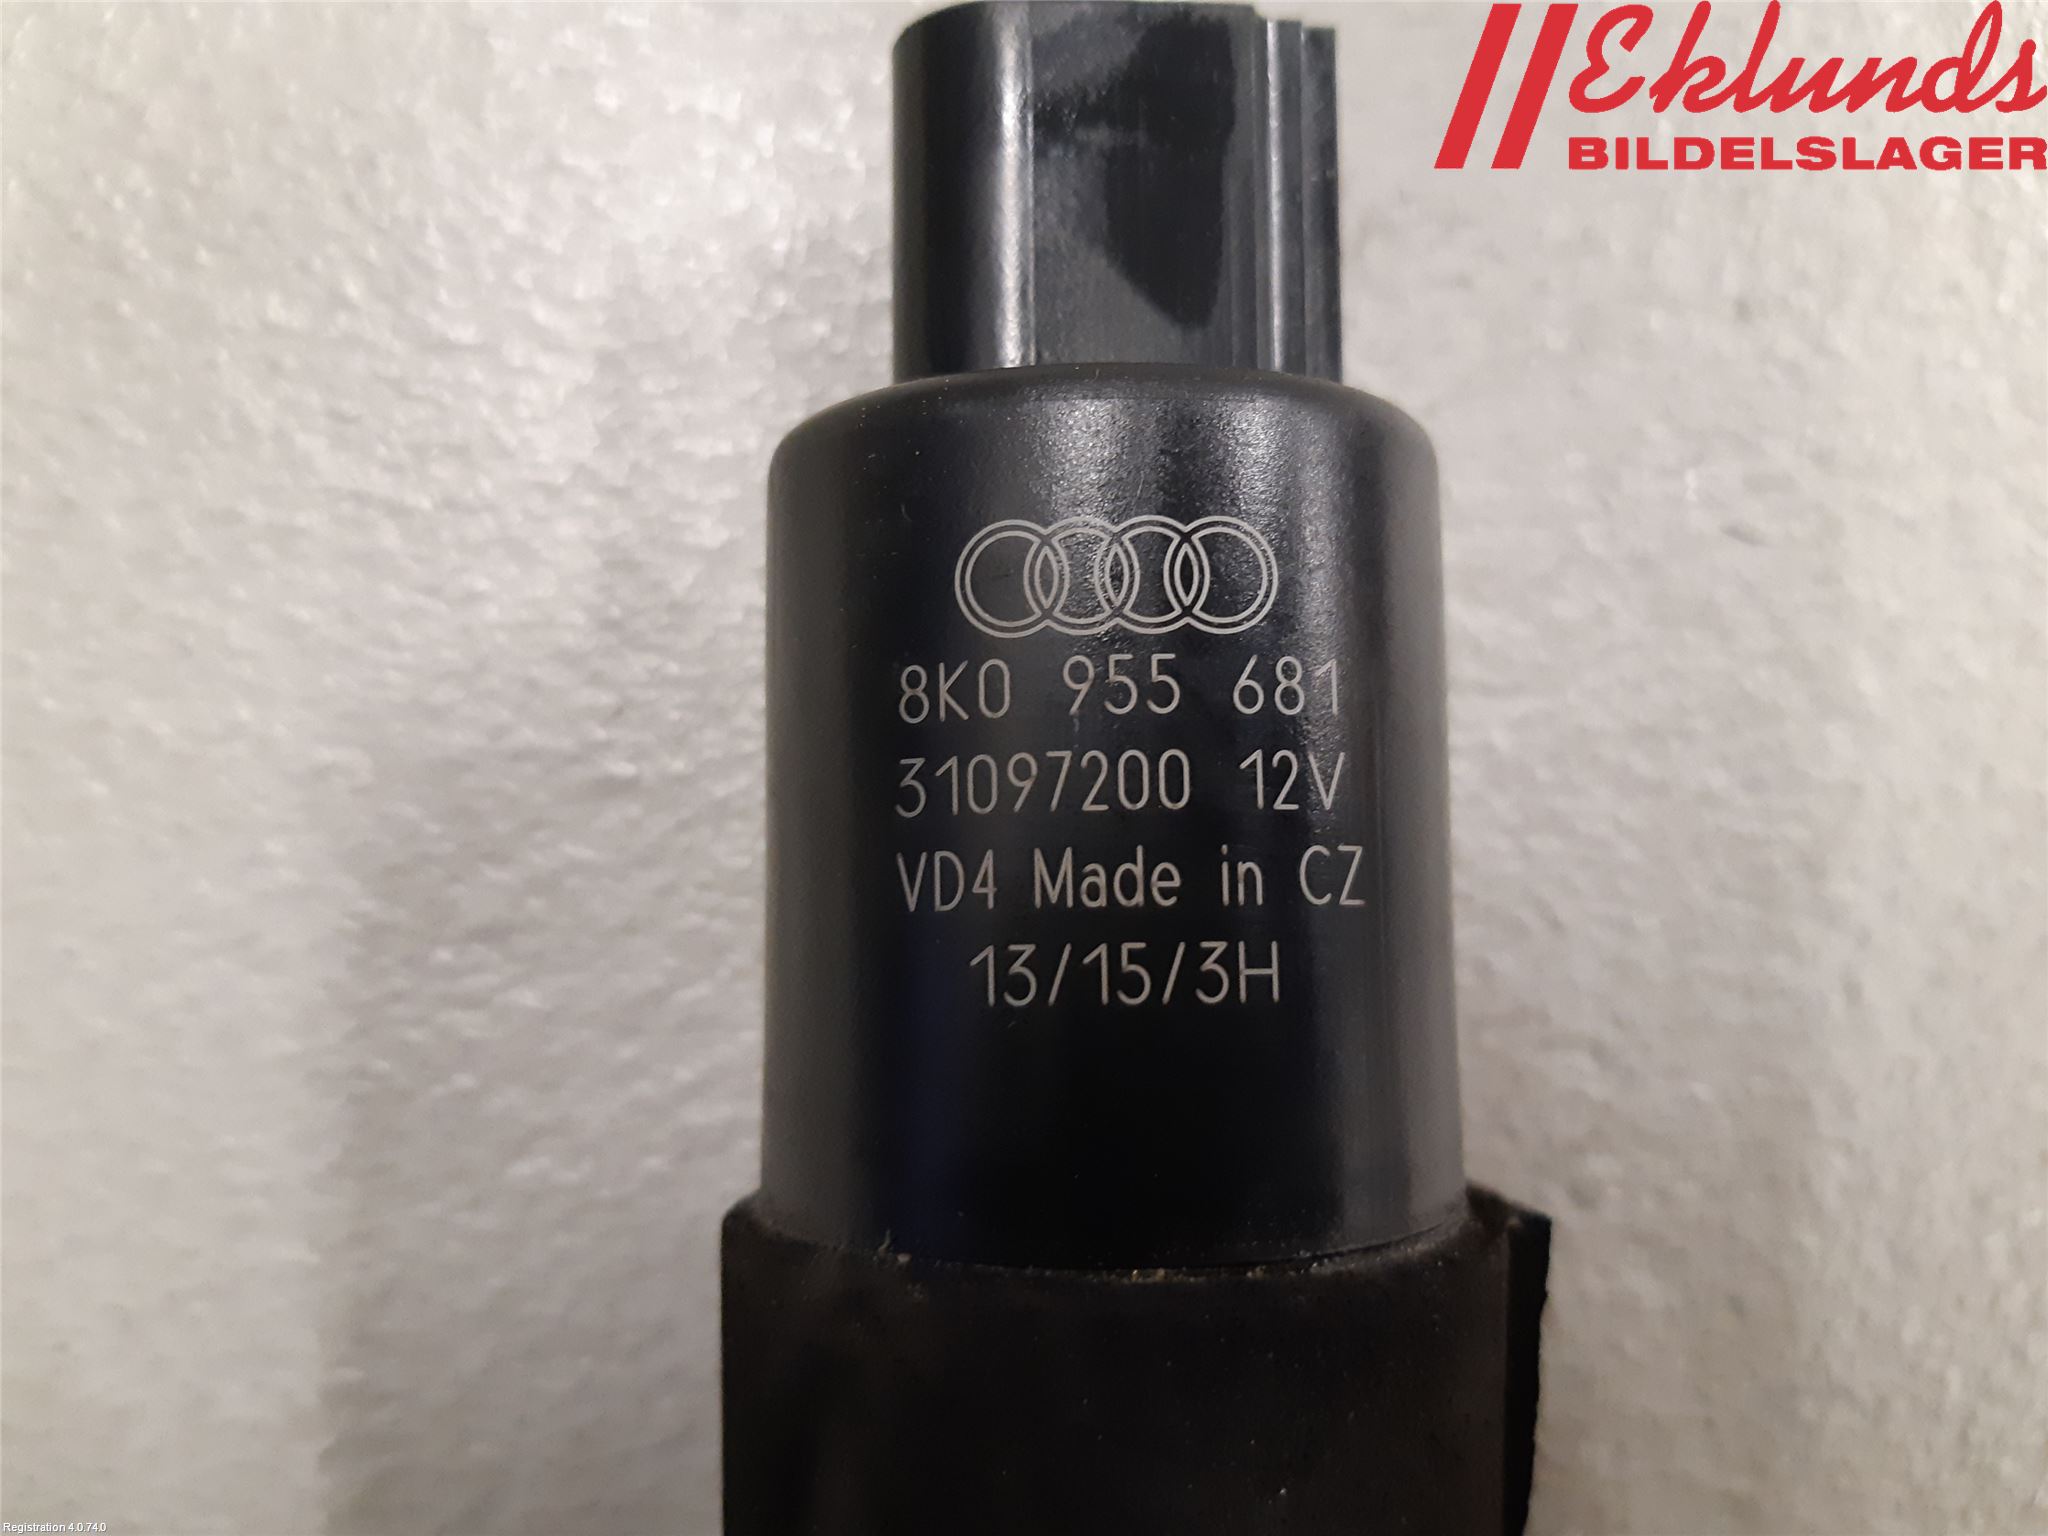 Eklunds
BILDELSLAGER
8K0 955 681
31097200 12V
VD4 Made in CZ
13/15/3H
Registration 4.0.74.0